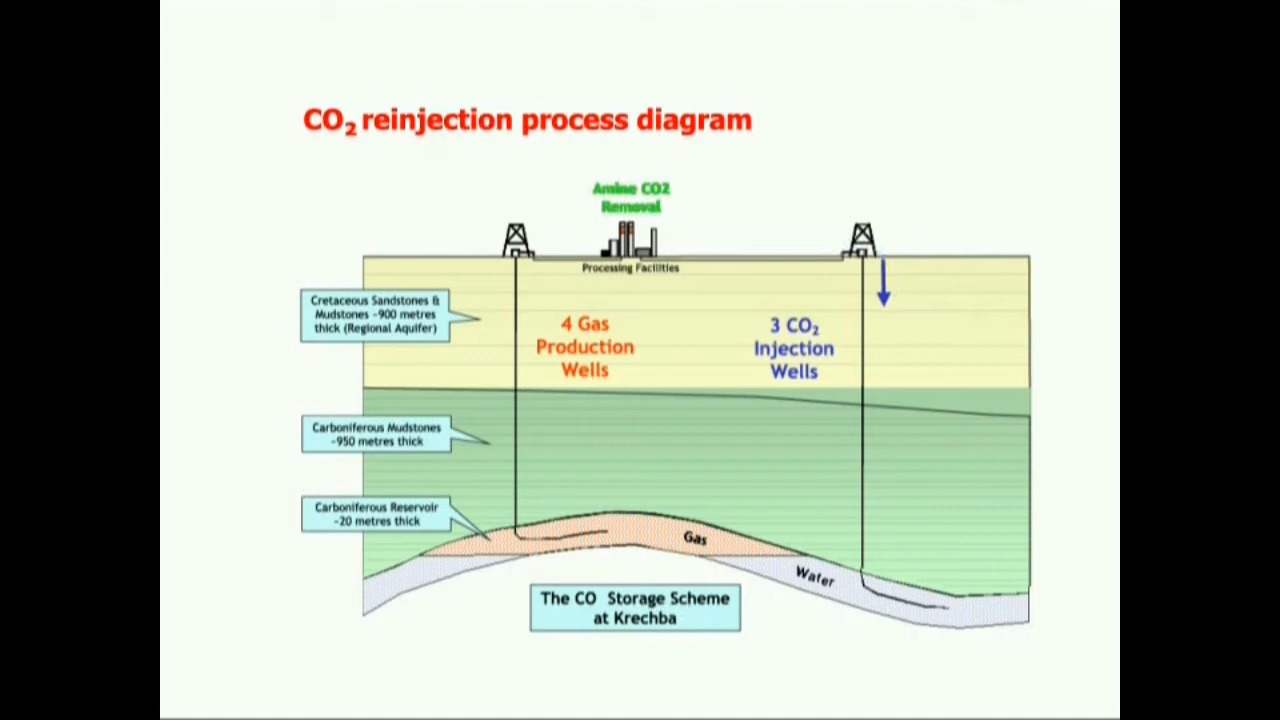 CO₂ reinjection process diagram
Amine CO2
Removal
Processing Facilities
Cretaceous Sandstones &
Mudstones ~900 metres
thick (Regional Aquifer)
4 Gas
Production
Wells
3 CO₂
Injection
Wells
Carboniferous Mudstones
~950 metres thick
Carboniferous Reservoir
~20 metres thick
Gas
Water
The CO Storage Scheme
at Krechba